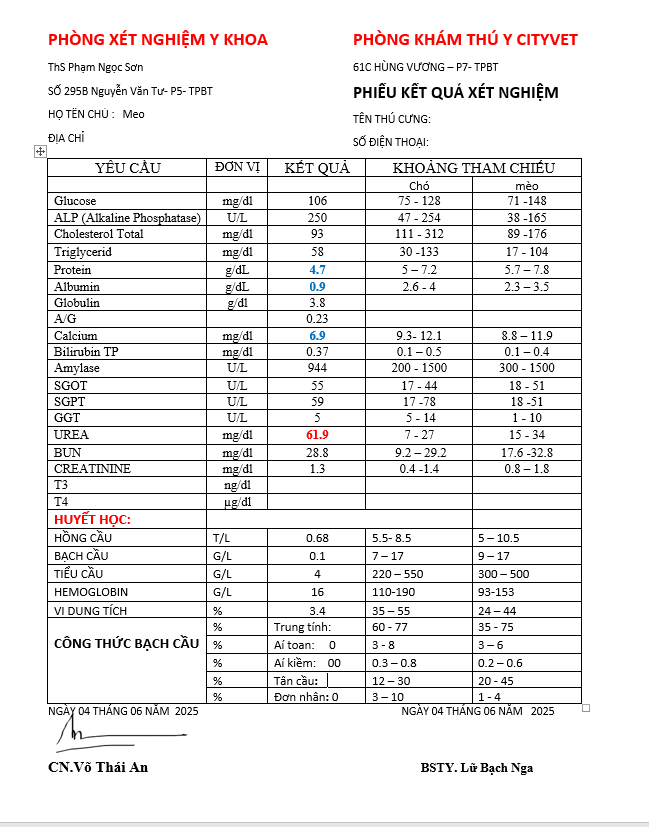 PHÒNG XÉT NGHIỆM Y KHOA PHÒNG KHÁM THÚ Y CITYVET
ThS Phạm Ngọc Sơn 61C HÙNG VƯƠNG – P7- TPBT
SỐ 295B Nguyễn Văn Tư- P5- TPBT PHIẾU KẾT QUẢ XÉT NGHIỆM
HỌ TÊN CHỦ : Meo TÊN THÚ CƯNG:
ĐỊA CHỈ SỐ ĐIỆN THOẠI:
YÊU CẦU ĐƠN VỊ KẾT QUẢ KHOẢNG THAM CHIẾU
Chó mèo
Glucose mg/dl 106 75 - 128 71 -148
ALP (Alkaline Phosphatase) U/L 250 47 - 254 38 -165
Cholesterol Total mg/dl 93 111 - 312 89 -176
Triglycerid mg/dl 58 30 -133 17 - 104
Protein g/dL 4.7 5 – 7.2 5.7 – 7.8
Albumin g/dL 0.9 2.6 - 4 2.3 – 3.5
Globulin g/dl 3.8
A/G 0.23
Calcium mg/dl 6.9 9.3- 12.1 8.8 – 11.9
Bilirubin TP mg/dl 0.37 0.1 – 0.5 0.1 – 0.4
Amylase U/L 944 200 - 1500 300 - 1500
SGOT U/L 55 17 - 44 18 - 51
SGPT U/L 59 17 -78 18 -51
GGT U/L 5 5 - 14 1 - 10
UREA mg/dl 61.9 7 - 27 15 - 34
BUN mg/dl 28.8 9.2 – 29.2 17.6 -32.8
CREATININE mg/dl 1.3 0.4 -1.4 0.8 – 1.8
T3 ng/dl
T4 µg/dl
HUYẾT HỌC:
HỒNG CẦU T/L 0.68 5.5- 8.5 5 – 10.5
BẠCH CẦU G/L 0.1 7 – 17 9 – 17
TIỂU CẦU G/L 4 220 – 550 300 – 500
HEMOGLOBIN G/L 16 110-190 93-153
VI DUNG TÍCH % 3.4 35 – 55 24 – 44
CÔNG THỨC BẠCH CẦU % Trung tính: 60 - 77 35 - 75
% Aí toan: 0 3 - 8 3 – 6
% Aí kiềm: 00 0.3 – 0.8 0.2 – 0.6
% Tân cầu: 12 – 30 20 - 45
% Đơn nhân: 0 3 – 10 1 - 4
NGÀY 04 THÁNG 06 NĂM 2025 NGÀY 04 THÁNG 06 NĂM 2025
CN.Võ Thái An BSTY. Lữ Bạch Nga